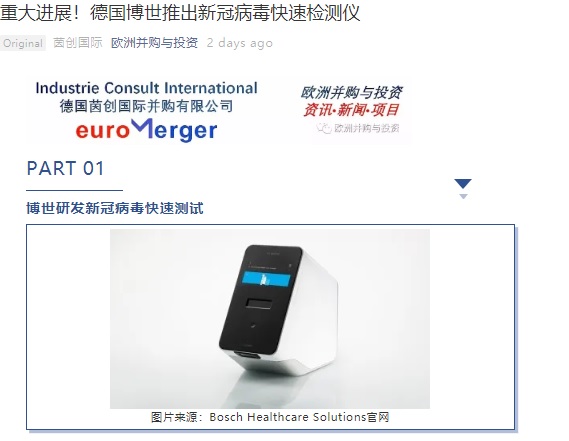 重大进展！德国博世推出新冠病毒快速检测仪
Original 茵创国际 欧洲并购与投资 2 days ago
Industrie Consult International
德国茵创国际并购有限公司
euroMerger
欧洲并购与投资
资讯·新闻·项目
欧洲并购与投资
PART 01
博世研发新冠病毒快速测试
图片来源：Bosch Healthcare Solutions官网